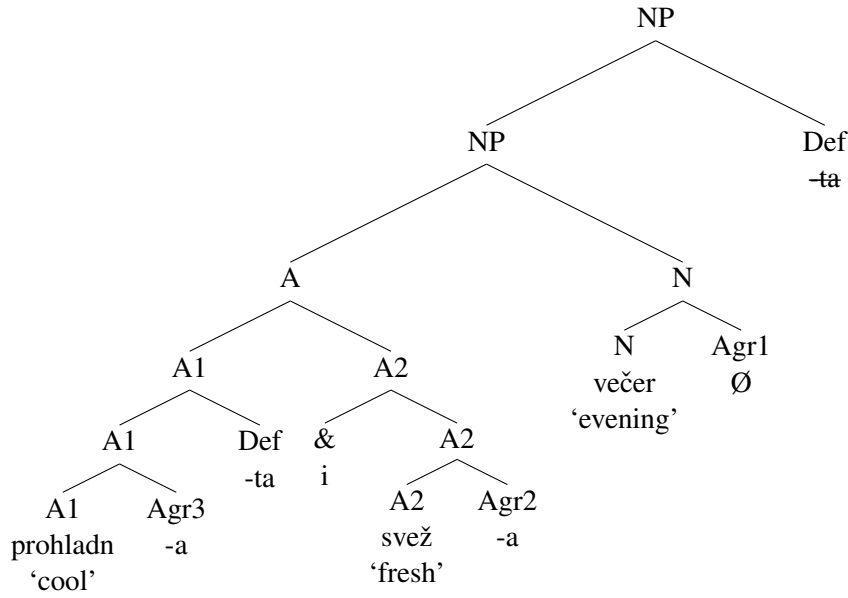 NP
NP Def
-ta
A N
A1 A2 N Agr1
večer Ø
‘evening’
A1 Def & A2
-ta i
A1 Agr3 A2 Agr2
prohladn -a svež -a
‘cool’ ‘fresh’